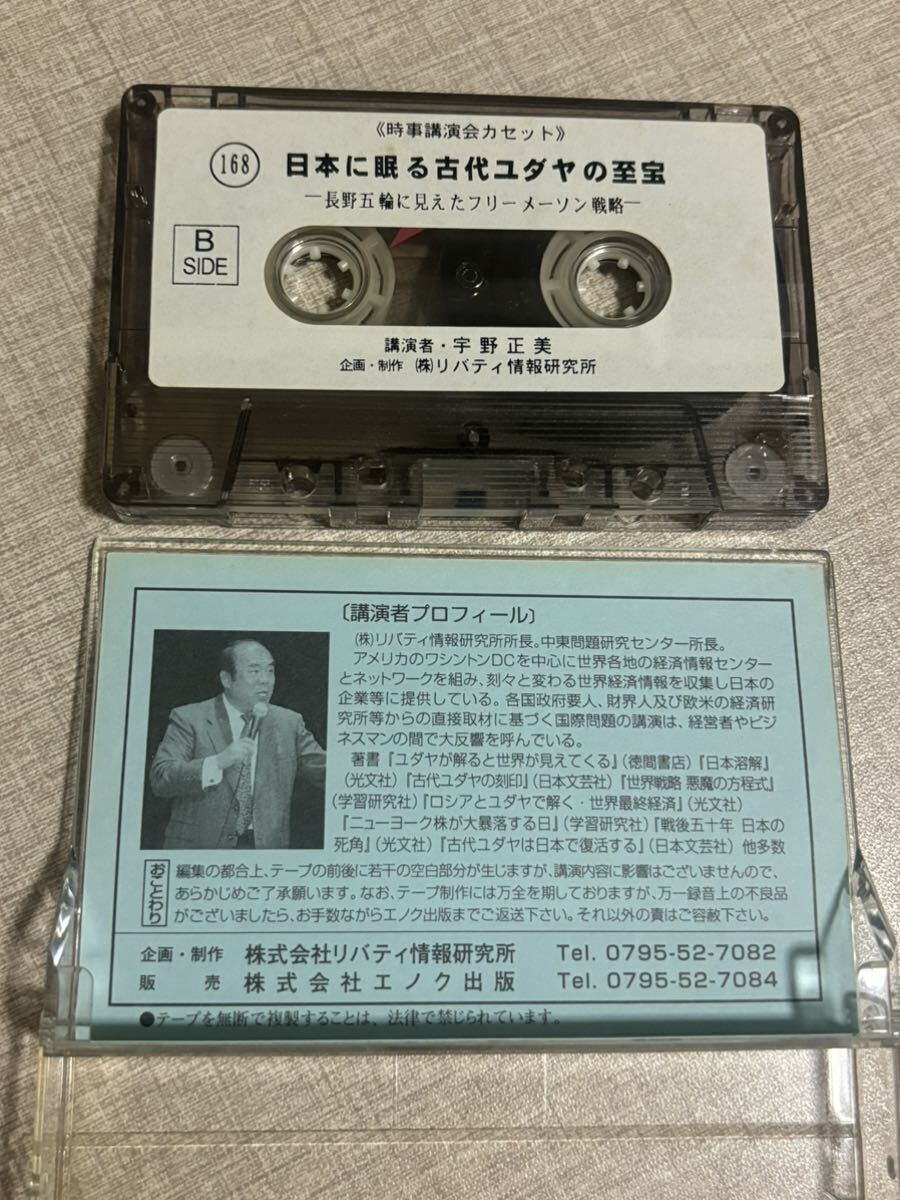 《時事講演会カセット》
168 日本に眠る古代ユダヤの至宝
―長野五輪に見えたフリーメーソン戦略―
B
SIDE
講演者・宇野正美
企画・制作 (株)リバティ情報研究所
〔講演者プロフィール〕
(株)リバティ情報研究所所長。中東問題研究センター所長。
アメリカのワシントンDCを中心に世界各地の経済情報センター
とネットワークを組み、刻々と変わる世界経済情報を収集し日本の
企業等に提供している。各国政府要人、財界人及び欧米の経済研
究所等からの直接取材に基づく国際問題の講演は、経営者やビジ
ネスマンの間で大反響を呼んでいる。
著書『ユダヤが解ると世界が見えてくる』(徳間書店)『日本溶解』
(光文社)『古代ユダヤの刻印』(日本文芸社)『世界戦略 悪魔の方程式』
(学習研究社)『ロシアとユダヤで解く・世界最終経済』(光文社)
『ニューヨーク株が大暴落する日』(学習研究社)『戦後五十年 日本の
死角』(光文社)『古代ユダヤは日本で復活する』(日本文芸社)他多数
おことわり
編集の都合上、テープの前後に若干の空白部分が生じますが、講演内容に影響はございませんので、
あらかじめご了承願います。なお、テープ制作には万全を期しておりますが、万一録音上の不良品
がございましたら、お手数ながらエノク出版までご返送下さい。それ以外の責はご容赦下さい。
企画・制作 株式会社リバティ情報研究所 Tel. 0795-52-7082
販売 株式会社エノク出版 Tel. 0795-52-7084
●テープを無断で複製することは、法律で禁じられています。